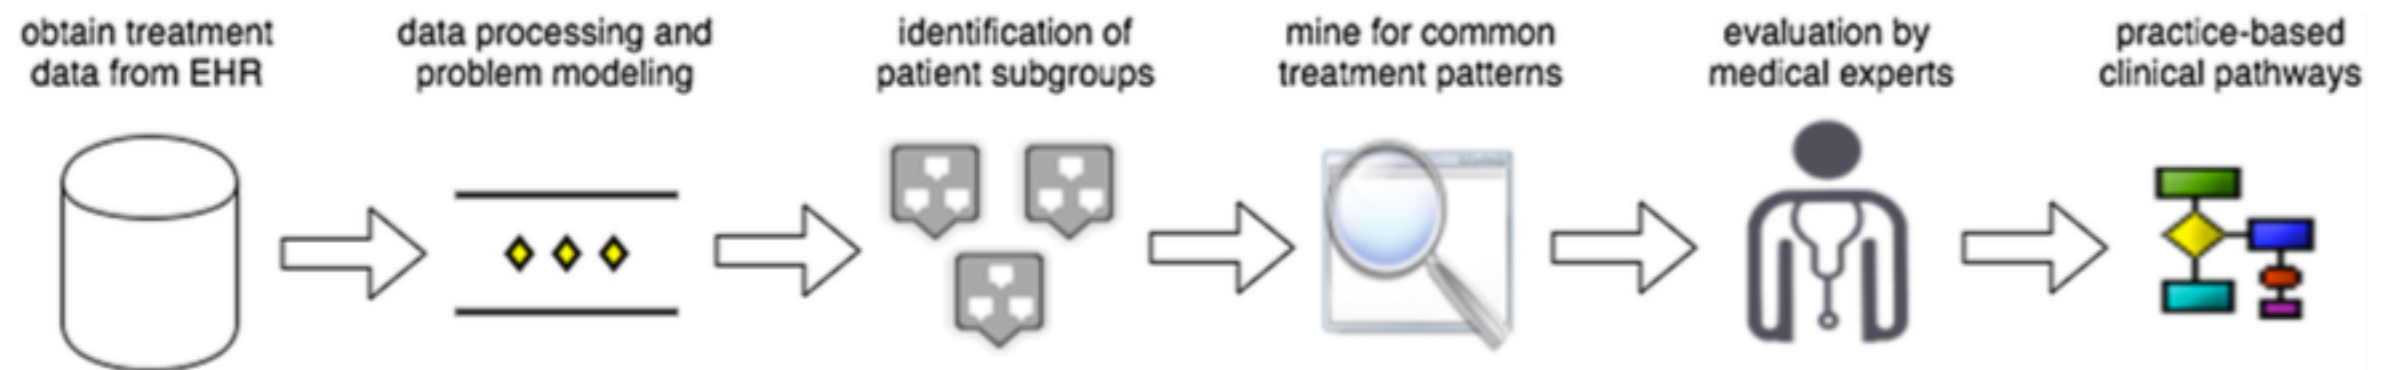 obtain treatment
data from EHR
data processing and
problem modeling
identification of
patient subgroups
mine for common
treatment patterns
evaluation by
medical experts
practice-based
clinical pathways